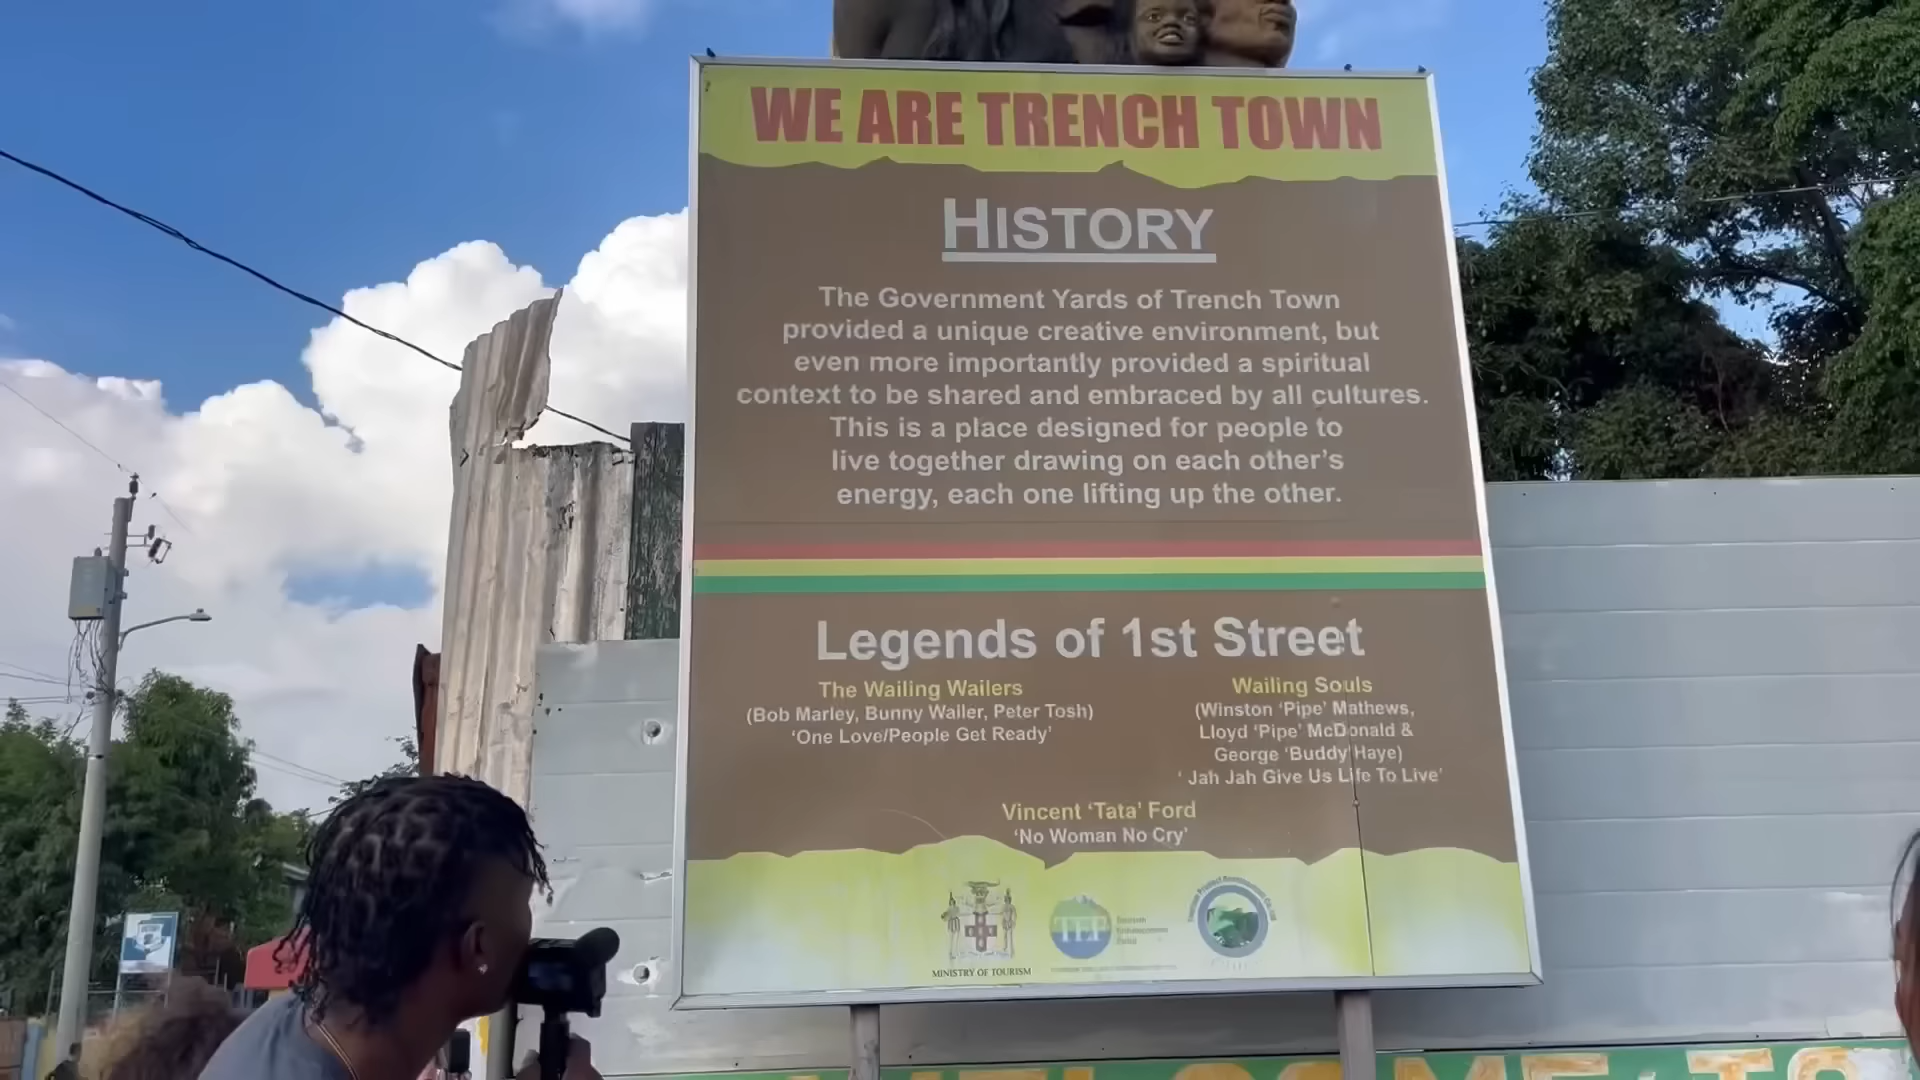 WE ARE TRENCH TOWN
HISTORY
The Government Yards of Trench Town
provided a unique creative environment, but
even more importantly provided a spiritual
context to be shared and embraced by all cultures.
This is a place designed for people to
live together drawing on each other's
energy, each one lifting up the other.
Legends of 1st Street
The Wailing Wailers
(Bob Marley, Bunny Wailer, Peter Tosh)
'One Love/People Get Ready'
Wailing Souls
(Winston 'Pipe' Mathews,
Lloyd 'Pipe' McDonald &
George 'Buddy' Haye)
' Jah Jah Give Us Life To Live'
Vincent 'Tata' Ford
'No Woman No Cry'
MINISTRY OF TOURISM
TEF
WELCOME TO